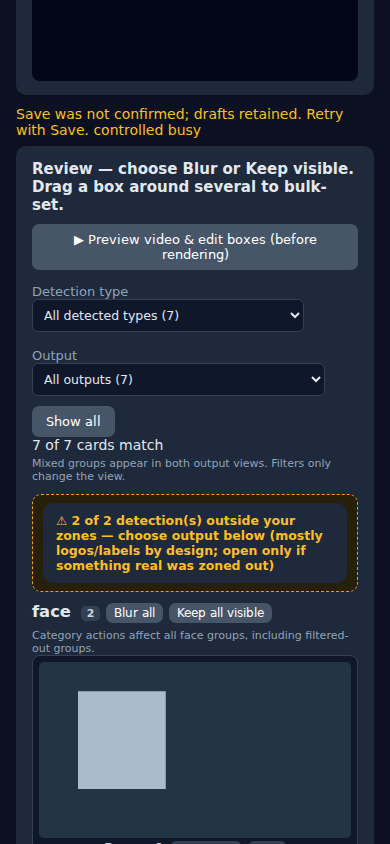 Save was not confirmed; drafts retained. Retry
with Save. controlled busy
Review — choose Blur or Keep visible.
Drag a box around several to bulk-
set.
▶ Preview video & edit boxes (before
rendering)
Detection type
All detected types (7)
Output
All outputs (7)
Show all
7 of 7 cards match
Mixed groups appear in both output views. Filters only
change the view.
⚠ 2 of 2 detection(s) outside your
zones — choose output below (mostly
logos/labels by design; open only if
something real was zoned out)
face 2 Blur all Keep all visible
Category actions affect all face groups, including filtered-
out groups.